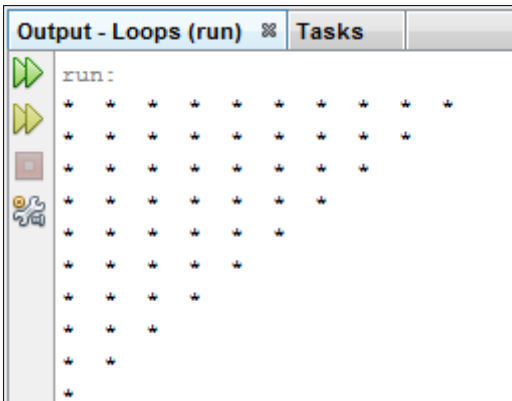 Output - Loops (run) Tasks
run:
* * * * * * * * * *
* * * * * * * * *
* * * * * * * *
* * * * * * *
* * * * * *
* * * * *
* * * *
* * *
* *
*